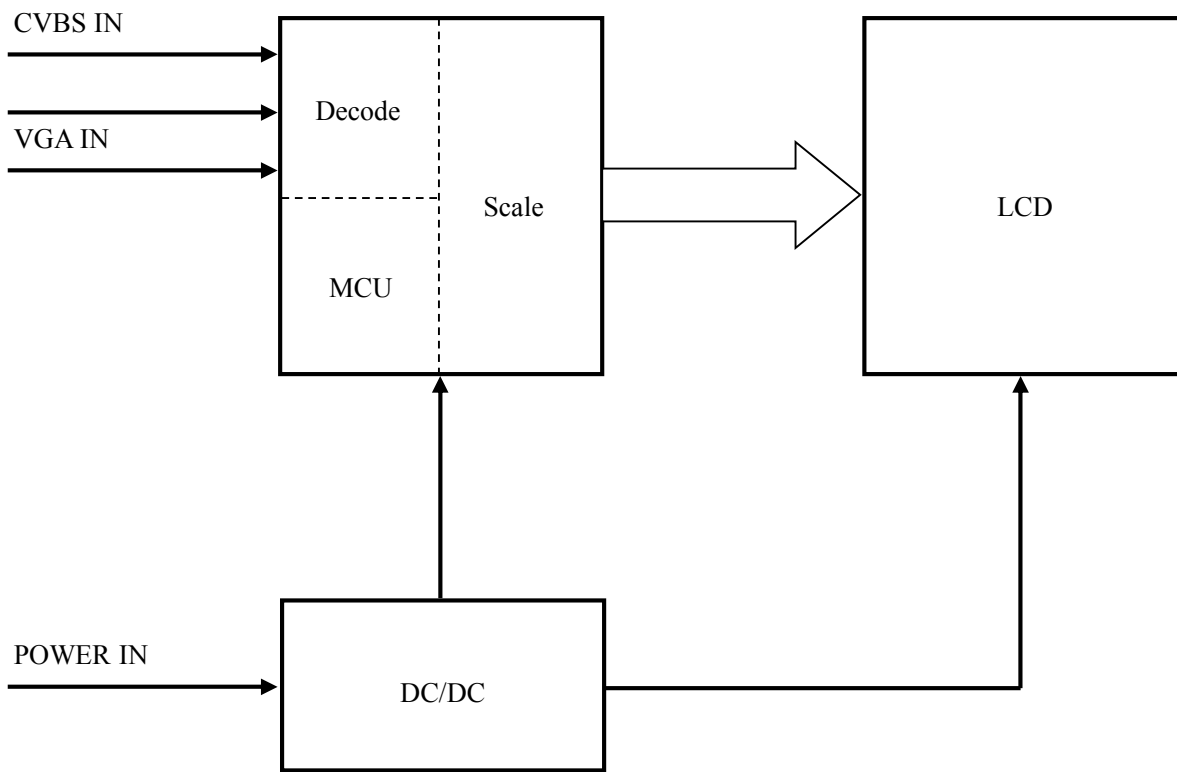 CVBS IN
Decode
VGA IN
Scale
LCD
MCU
POWER IN
DC/DC